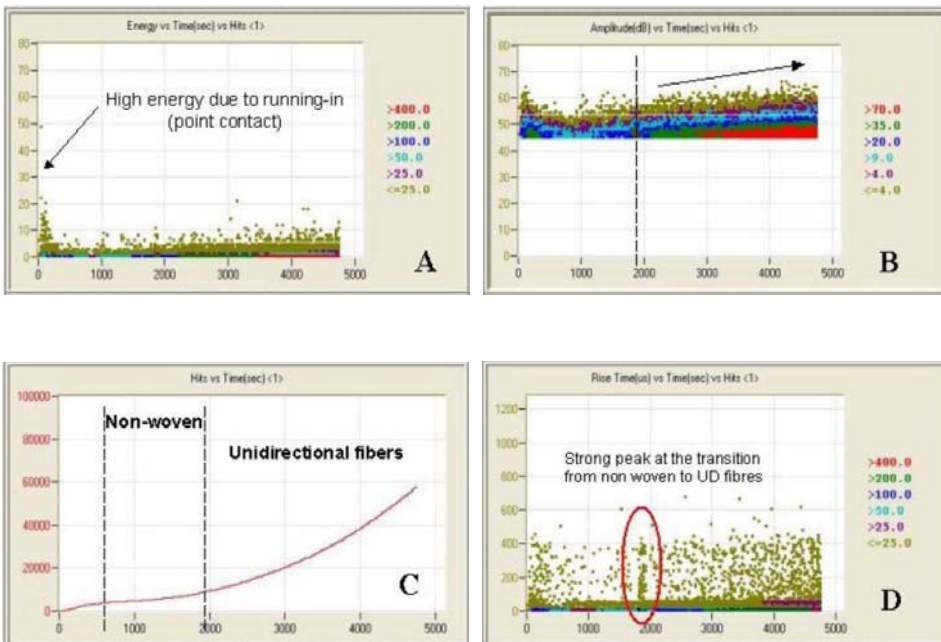 Energy vs Time(sec) vs Hits <1>
80
70
60
50
40
30
20
10
0
0 1000 2000 3000 4000 5000
High energy due to running-in
(point contact)
>400.0
>200.0
>100.0
>50.0
>25.0
<=25.0
A
Amplitude(dB) vs Time(sec) vs Hits <1>
80
70
60
50
40
30
20
10
0
0 1000 2000 3000 4000 5000
>70.0
>35.0
>20.0
>9.0
>4.0
<=4.0
B
Hits vs Time(sec) <1>
100000
80000
60000
40000
20000
0
0 1000 2000 3000 4000 5000
Non-woven
Unidirectional fibers
C
Rise Time(us) vs Time(sec) vs Hits <1>
1200
1000
800
600
400
200
0
0 1000 2000 3000 4000 5000
Strong peak at the transition
from non woven to UD fibres
>400.0
>200.0
>100.0
>50.0
>25.0
<=25.0
D